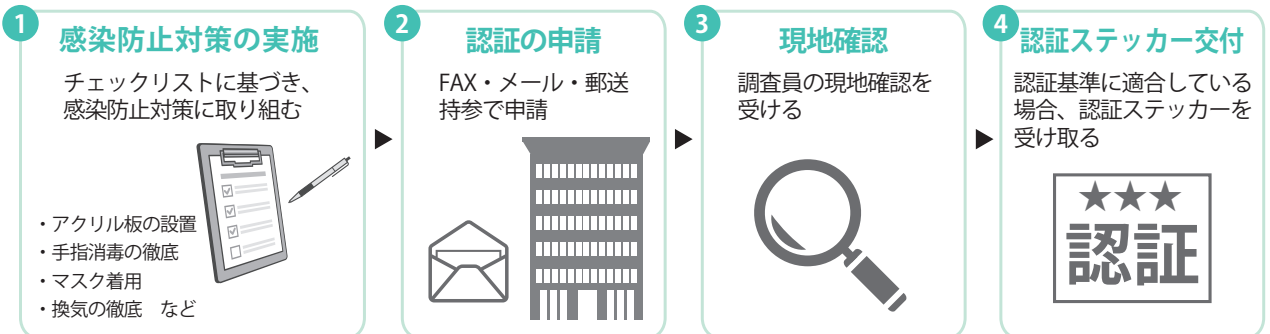 1
感染防止対策の実施
チェックリストに基づき、
感染防止対策に取り組む
・アクリル板の設置
・手指消毒の徹底
・マスク着用
・換気の徹底　など
2
認証の申請
FAX・メール・郵送
持参で申請
3
現地確認
調査員の現地確認を
受ける
4
認証ステッカー交付
認証基準に適合している
場合、認証ステッカーを
受け取る
★★★
認証